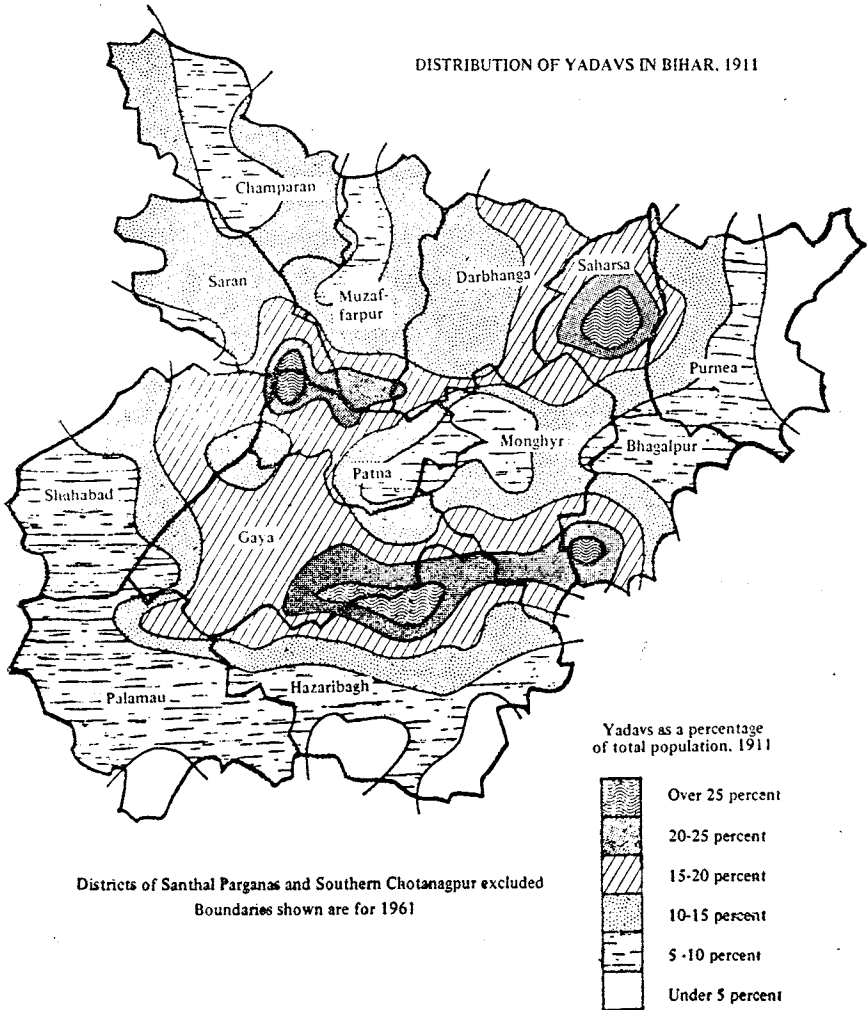 DISTRIBUTION OF YADAVS IN BIHAR, 1911
Champaran
Saran
Muzaf-
farpur
Darbhanga
Saharsa
Purnea
Monghyr
Bhagalpur
Patna
Shahabad
Gaya
Palamau
Hazaribagh
Yadavs as a percentage
of total population, 1911
Over 25 percent
20-25 percent
15-20 percent
10-15 percent
5-10 percent
Under 5 percent
Districts of Santhal Parganas and Southern Chotanagpur excluded
Boundaries shown are for 1961